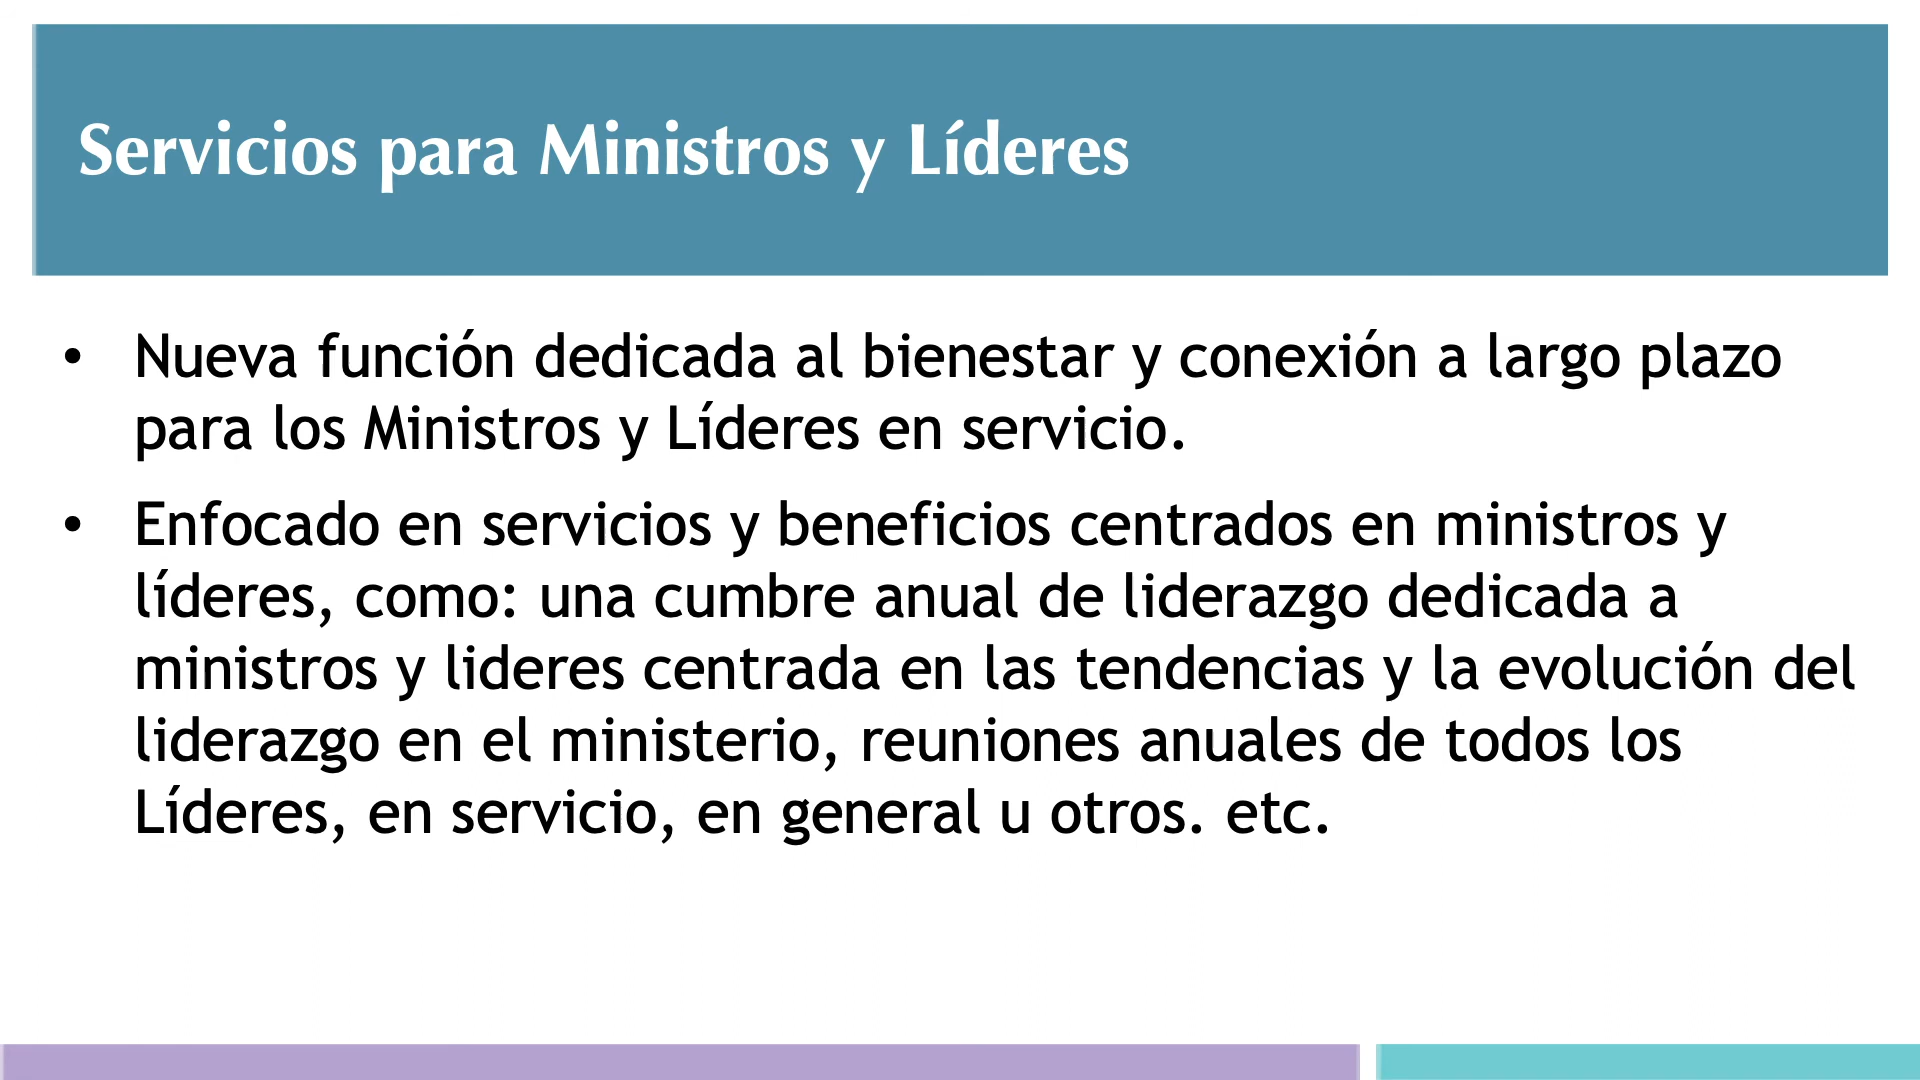 Servicios para Ministros y Líderes
• Nueva función dedicada al bienestar y conexión a largo plazo
para los Ministros y Líderes en servicio.
• Enfocado en servicios y beneficios centrados en ministros y
líderes, como: una cumbre anual de liderazgo dedicada a
ministros y lideres centrada en las tendencias y la evolución del
liderazgo en el ministerio, reuniones anuales de todos los
Líderes, en servicio, en general u otros. etc.